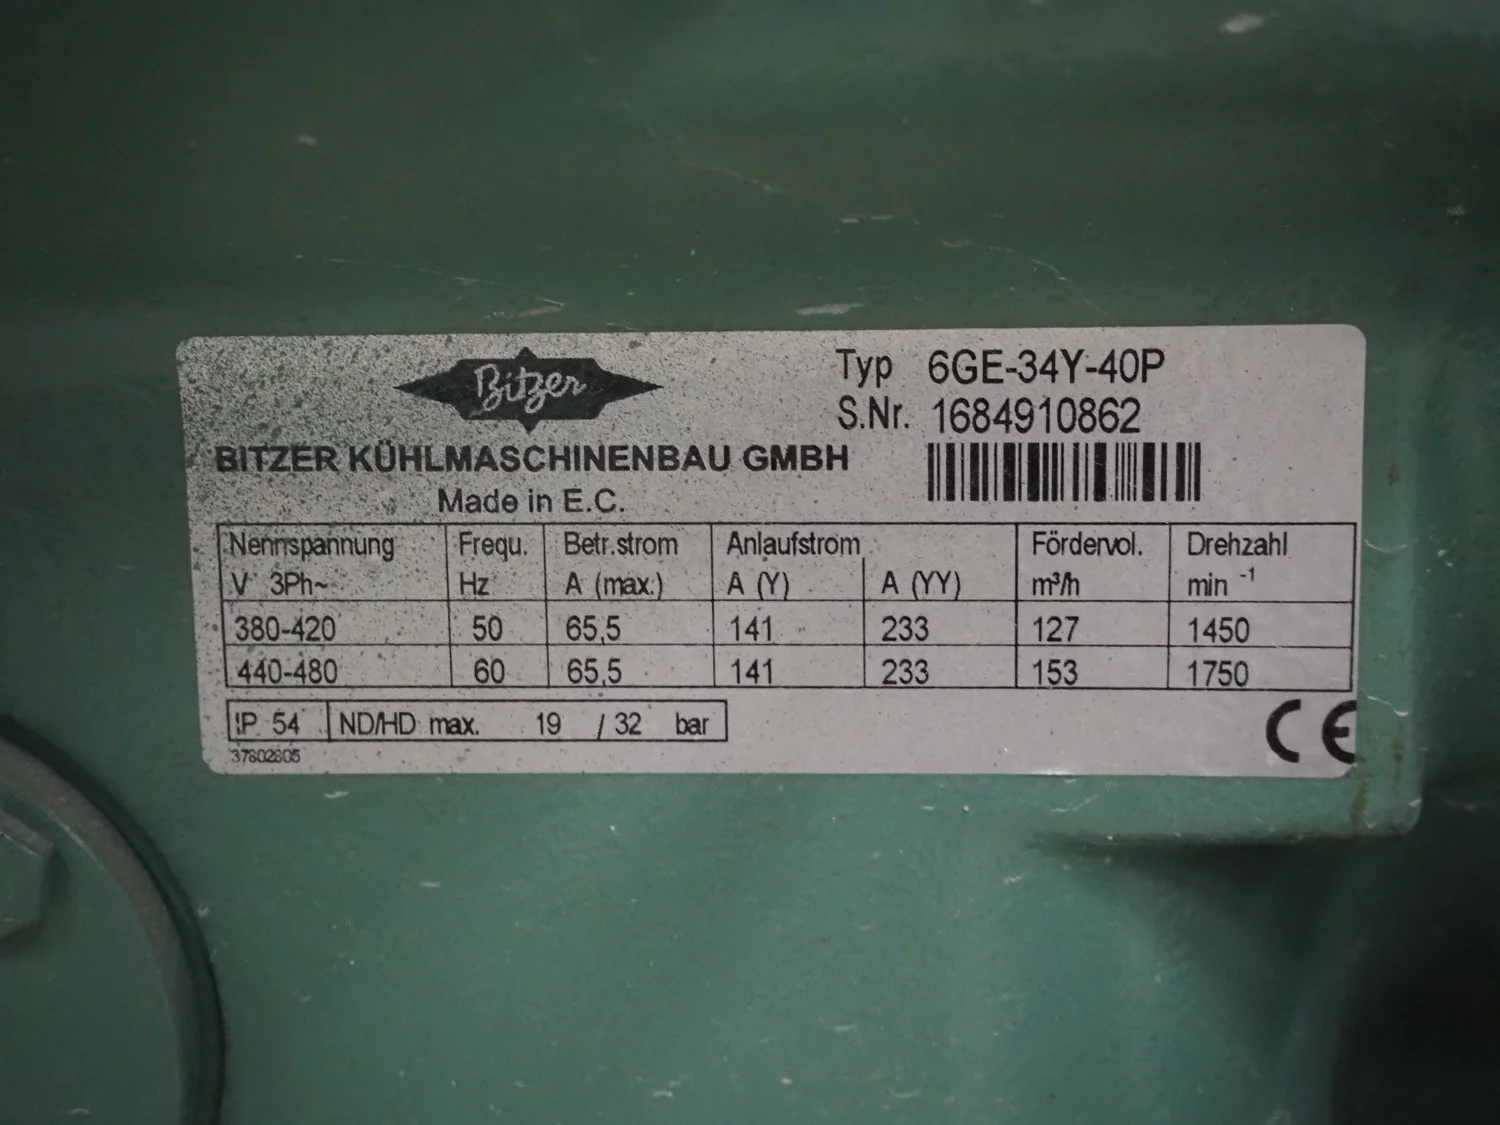 Bitzer
BITZER KÜHLMASCHINENBAU GMBH
Made in E.C.
Typ 6GE-34Y-40P
S.Nr. 1684910862
Nennspannung Frequ. Betr.strom Anlaufstrom Fördervol. Drehzahl
V 3Ph~ Hz A (max.) A (Y) A (YY) m³/h min -1
380-420 50 65,5 141 233 127 1450
440-480 60 65,5 141 233 153 1750
IP 54 ND/HD max. 19 / 32 bar
37802805
CE